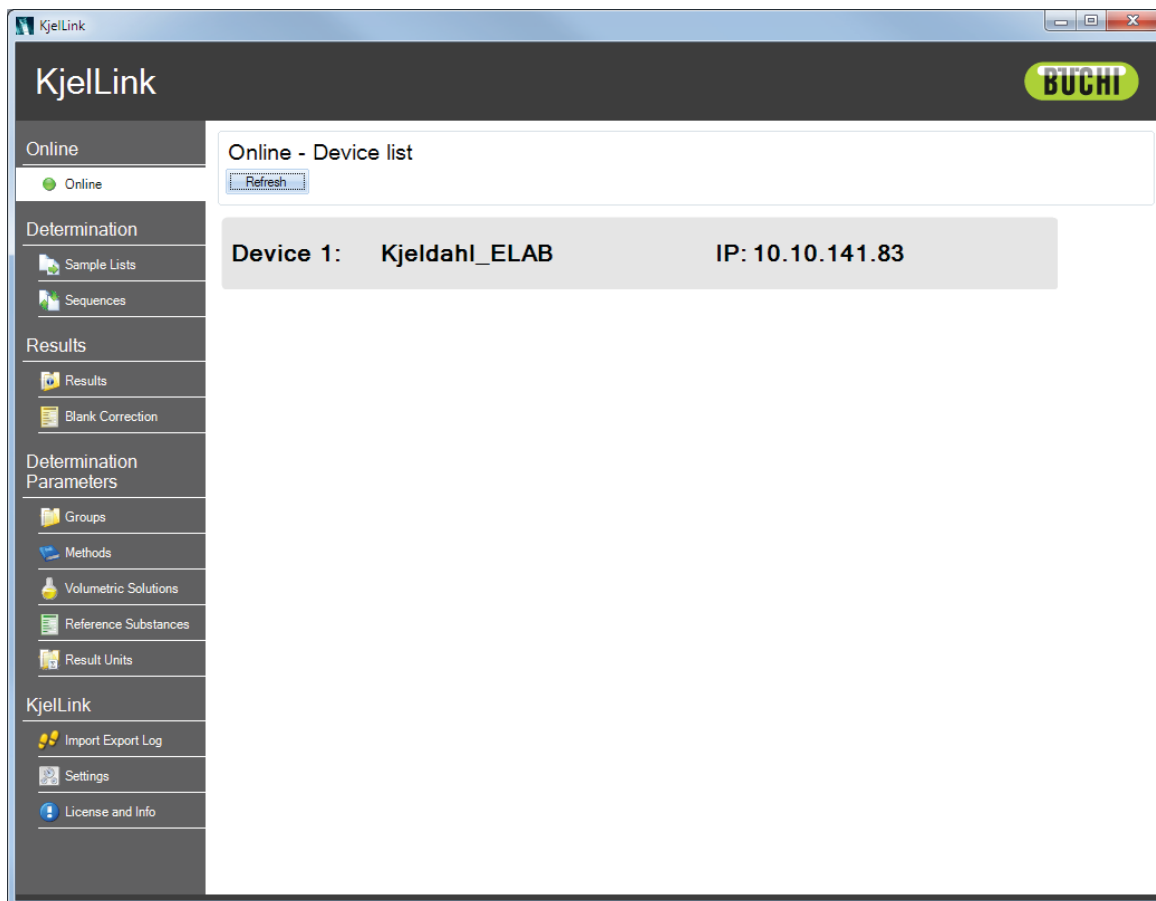 KjelLink
KjelLink
BUCHI
Online
Online
Determination
Sample Lists
Sequences
Results
Results
Blank Correction
Determination
Parameters
Groups
Methods
Volumetric Solutions
Reference Substances
Result Units
KjelLink
Import Export Log
Settings
License and Info
Online - Device list
Refresh
Device 1: Kjeldahl_ELAB IP: 10.10.141.83